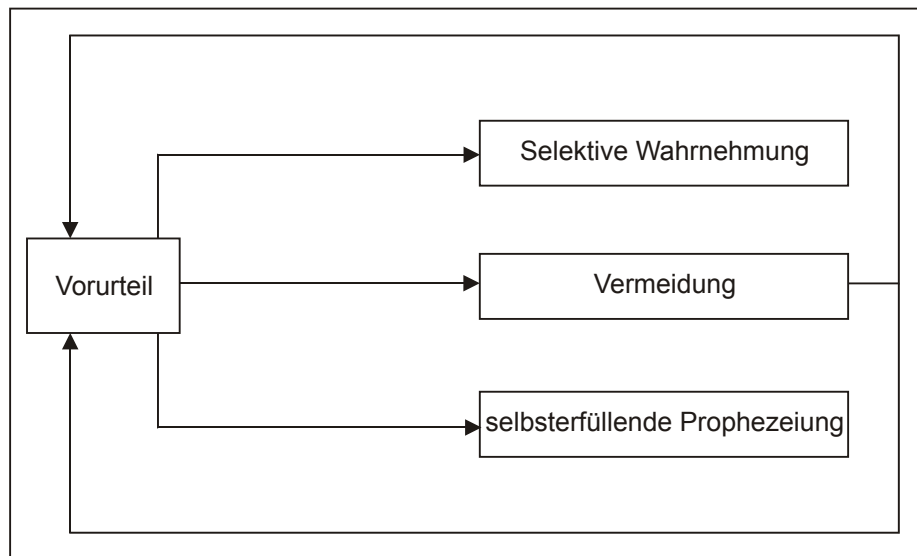 Selektive Wahrnehmung
Vorurteil
Vermeidung
selbsterfüllende Prophezeiung